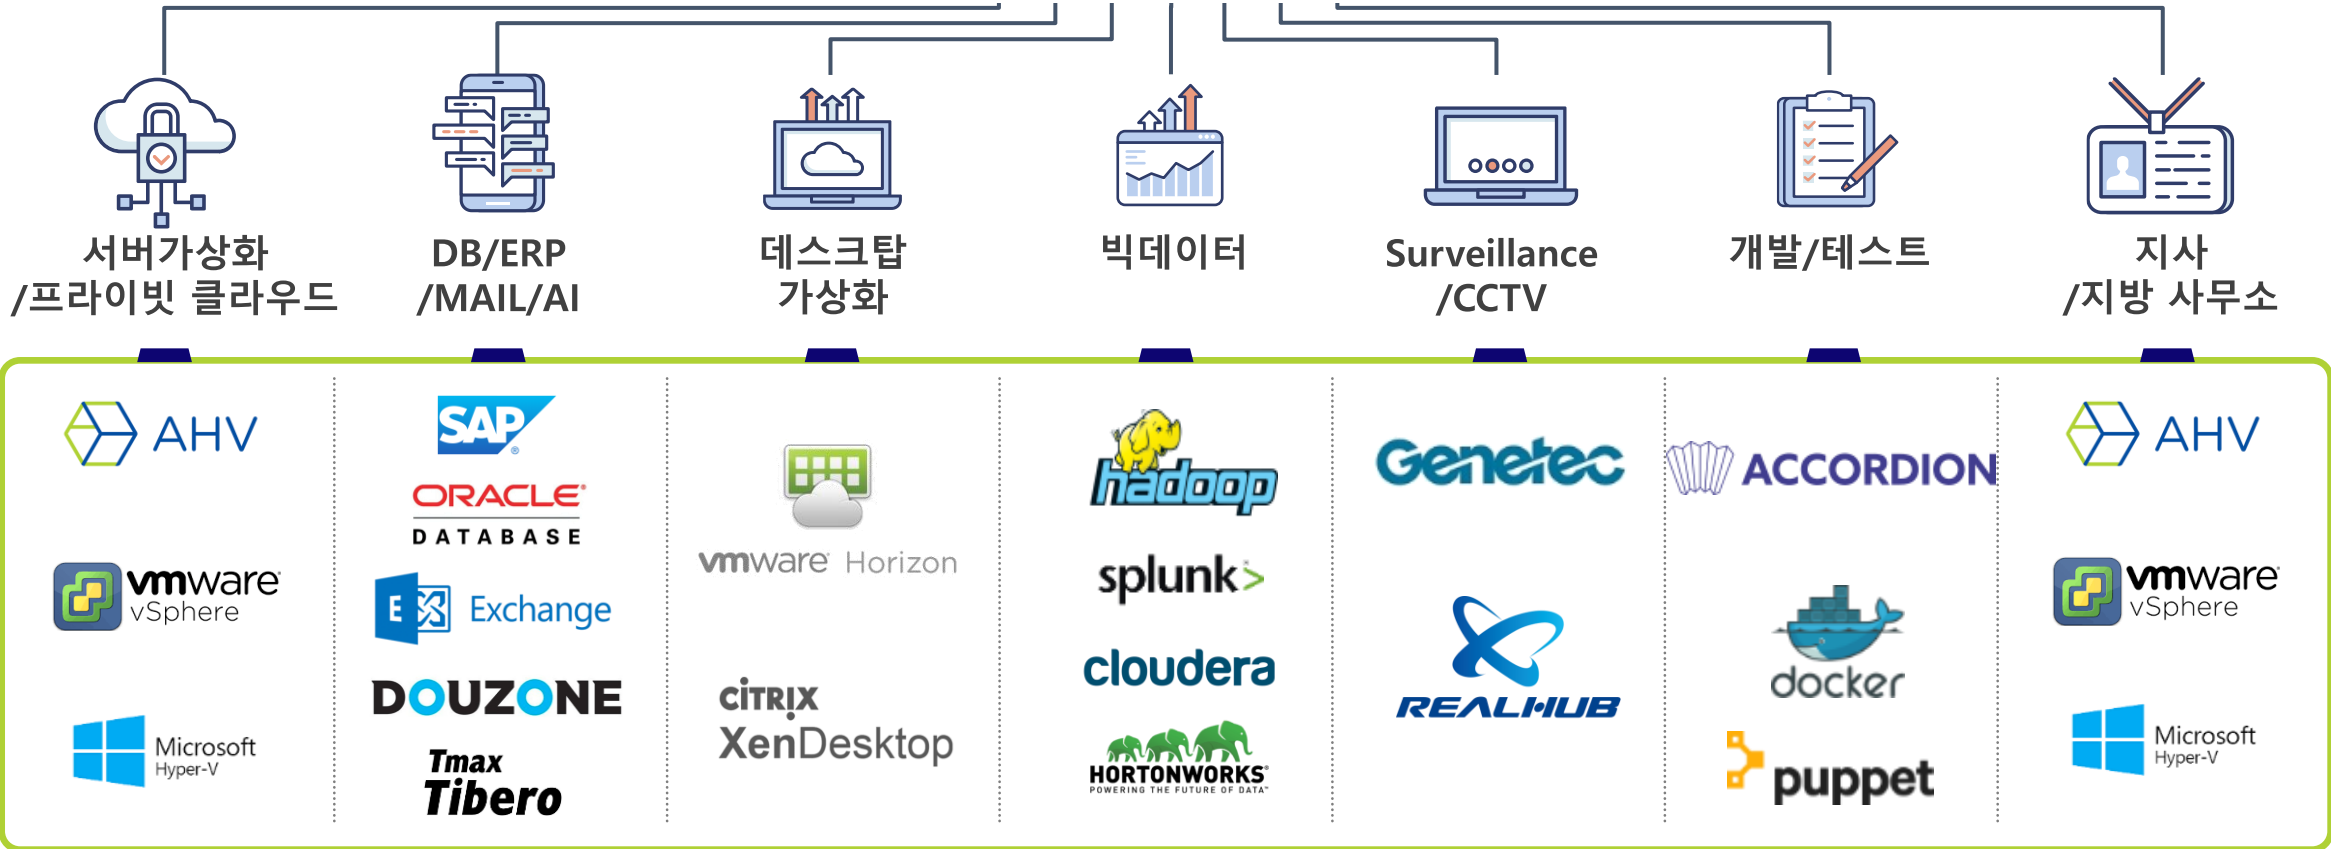 서버가상화
/프라이빗 클라우드
DB/ERP
/MAIL/AI
데스크탑
가상화
빅데이터
Surveillance
/CCTV
개발/테스트
지사
/지방 사무소
AHV
vmware
vSphere
Microsoft
Hyper-V
SAP
ORACLE
DATABASE
E
Exchange
DOUZONE
Tmax
Tibero
vmware Horizon
CiTRIX
XenDesktop
hadoop
splunk>
cloudera
HORTONWORKS
POWERING THE FUTURE OF DATA™
Genetec
REALHUB
ACCORDION
docker
puppet
AHV
vmware
vSphere
Microsoft
Hyper-V